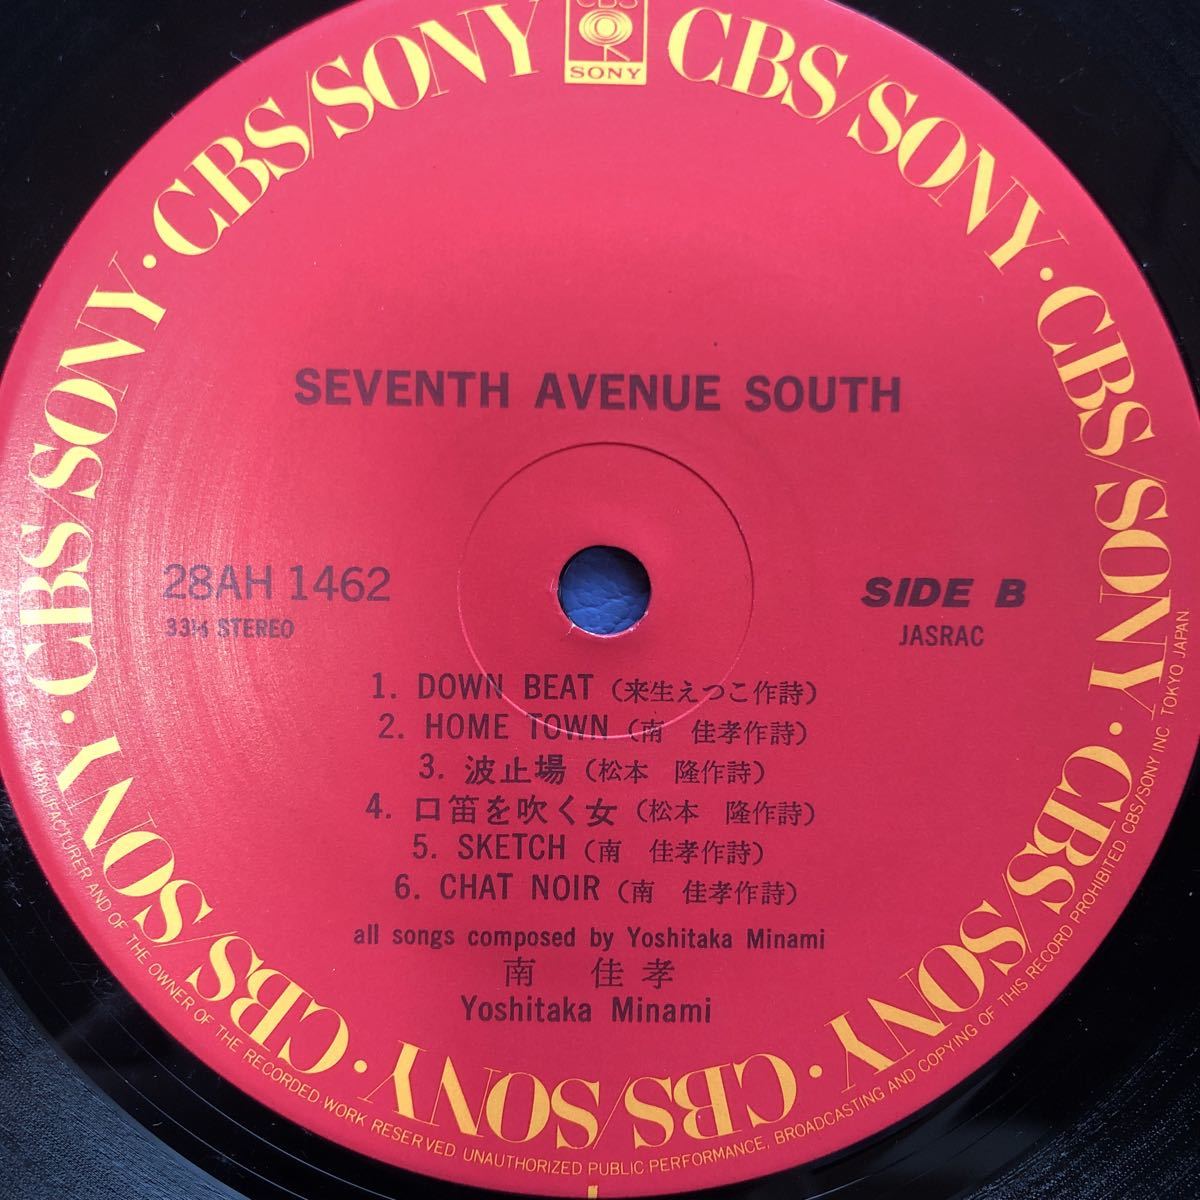 CBS
SONY
CBS/SONY · CBS/SONY · CBS/SONY · CBS/SONY · CBS/SONY · CBS/SONY · CBS/SONY · CBS/SONY
SEVENTH AVENUE SOUTH
28AH 1462
33⅓ STEREO
SIDE B
JASRAC
1. DOWN BEAT (来生えつこ作詩)
2. HOME TOWN (南 佳孝作詩)
3. 波止場 (松本 隆作詩)
4. 口笛を吹く女 (松本 隆作詩)
5. SKETCH (南 佳孝作詩)
6. CHAT NOIR (南 佳孝作詩)
all songs composed by Yoshitaka Minami
南 佳孝
Yoshitaka Minami
THE MANUFACTURER AND OF THE OWNER OF THE RECORDED WORK RESERVED UNAUTHORIZED PUBLIC PERFORMANCE, BROADCASTING AND COPYING OF THIS RECORD PROHIBITED. CBS/SONY INC. TOKYO JAPAN